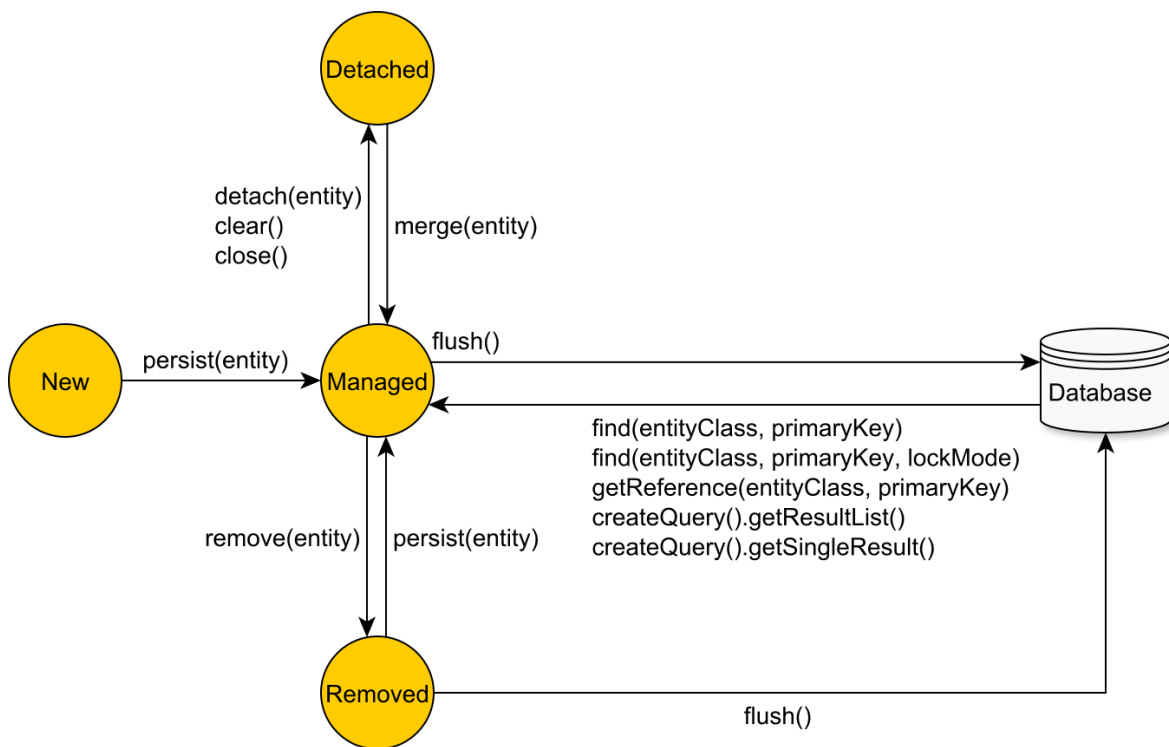 Detached
detach(entity)
clear()
close()
merge(entity)
New
persist(entity)
Managed
flush()
Database
find(entityClass, primaryKey)
find(entityClass, primaryKey, lockMode)
getReference(entityClass, primaryKey)
createQuery().getResultList()
createQuery().getSingleResult()
remove(entity)
persist(entity)
Removed
flush()